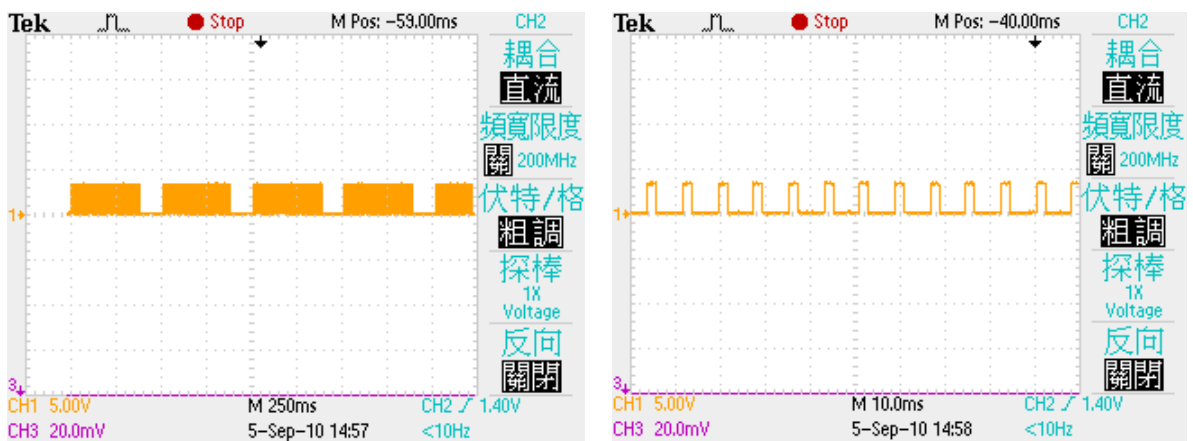 Tek Stop M Pos: -59.00ms CH2
耦合
直流
頻寬限度
關 200MHz
伏特/格
粗調
探棒
1X
Voltage
反向
關閉
1
3
CH1 5.00V M 250ms CH2 1.40V
CH3 20.0mV 5-Sep-10 14:57 <10Hz
Tek Stop M Pos: -40.00ms CH2
耦合
直流
頻寬限度
關 200MHz
伏特/格
粗調
探棒
1X
Voltage
反向
關閉
1
3
CH1 5.00V M 10.0ms CH2 1.40V
CH3 20.0mV 5-Sep-10 14:58 <10Hz